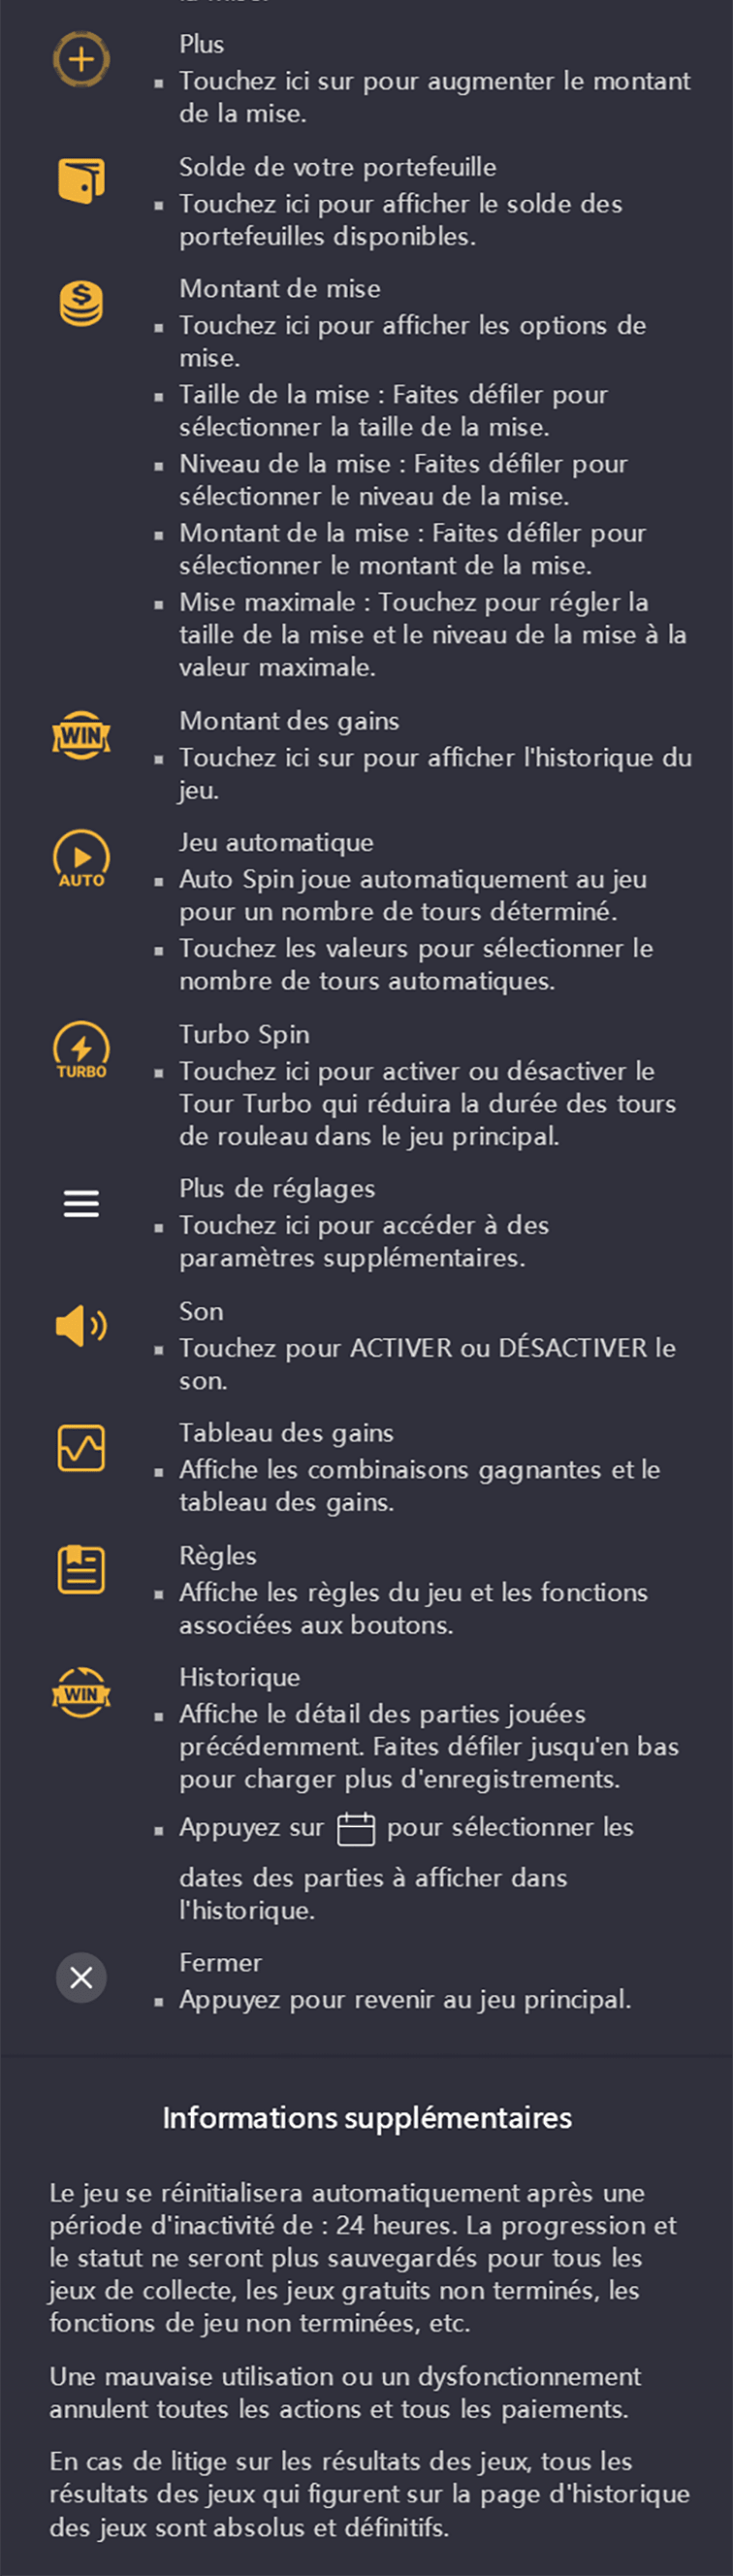 Plus
Touchez ici sur pour augmenter le montant
de la mise.
Solde de votre portefeuille
Touchez ici pour afficher le solde des
portefeuilles disponibles.
Montant de mise
Touchez ici pour afficher les options de
mise.
Taille de la mise : Faites défiler pour
sélectionner la taille de la mise.
Niveau de la mise : Faites défiler pour
sélectionner le niveau de la mise.
Montant de la mise : Faites défiler pour
sélectionner le montant de la mise.
Mise maximale : Touchez pour régler la
taille de la mise et le niveau de la mise à la
valeur maximale.
WIN
Montant des gains
Touchez ici sur pour afficher l'historique du
jeu.
AUTO
Jeu automatique
Auto Spin joue automatiquement au jeu
pour un nombre de tours déterminé.
Touchez les valeurs pour sélectionner le
nombre de tours automatiques.
TURBO
Turbo Spin
Touchez ici pour activer ou désactiver le
Tour Turbo qui réduira la durée des tours
de rouleau dans le jeu principal.
Plus de réglages
Touchez ici pour accéder à des
paramètres supplémentaires.
Son
Touchez pour ACTIVER ou DÉSACTIVER le
son.
Tableau des gains
Affiche les combinaisons gagnantes et le
tableau des gains.
Règles
Affiche les règles du jeu et les fonctions
associées aux boutons.
WIN
Historique
Affiche le détail des parties jouées
précédemment. Faites défiler jusqu'en bas
pour charger plus d'enregistrements.
Appuyez sur pour sélectionner les
dates des parties à afficher dans
l'historique.
Fermer
Appuyez pour revenir au jeu principal.
Informations supplémentaires
Le jeu se réinitialisera automatiquement après une
période d'inactivité de : 24 heures. La progression et
le statut ne seront plus sauvegardés pour tous les
jeux de collecte, les jeux gratuits non terminés, les
fonctions de jeu non terminées, etc.
Une mauvaise utilisation ou un dysfonctionnement
annulent toutes les actions et tous les paiements.
En cas de litige sur les résultats des jeux, tous les
résultats des jeux qui figurent sur la page d'historique
des jeux sont absolus et définitifs.